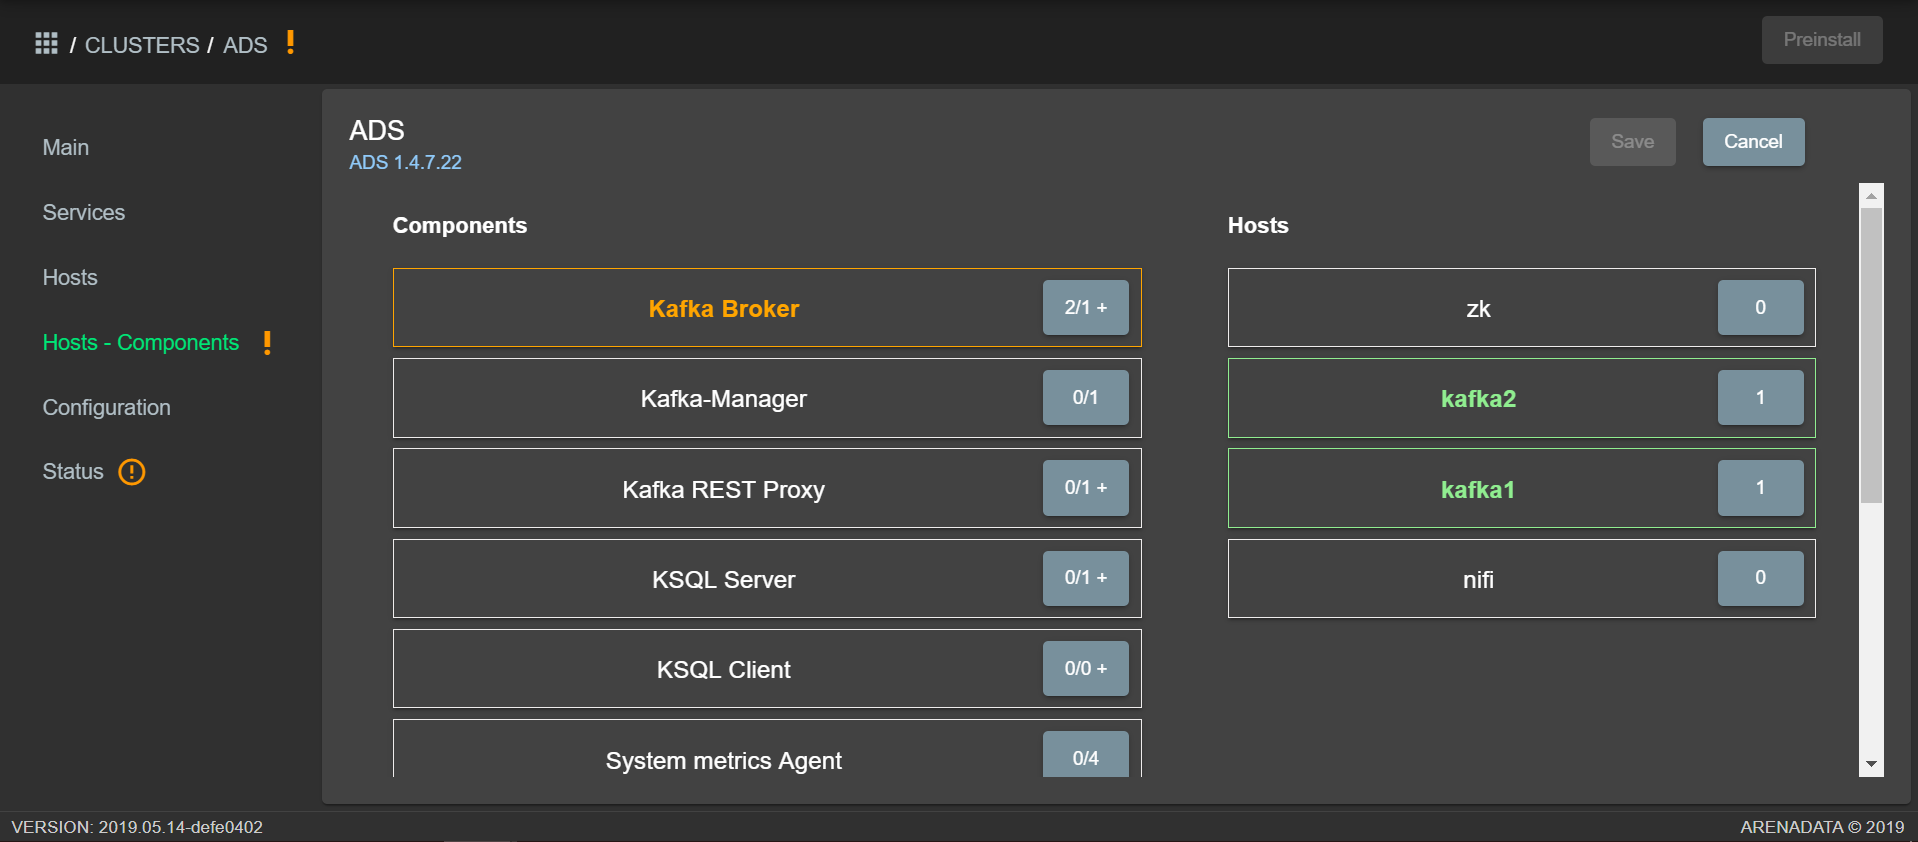 / CLUSTERS / ADS !
Preinstall
Main
Services
Hosts
Hosts - Components !
Configuration
Status !
ADS
ADS 1.4.7.22
Save
Cancel
Components
Kafka Broker 2/1 +
Kafka-Manager 0/1
Kafka REST Proxy 0/1 +
KSQL Server 0/1 +
KSQL Client 0/0 +
System metrics Agent 0/4
Hosts
zk 0
kafka2 1
kafka1 1
nifi 0
VERSION: 2019.05.14-defe0402
ARENADATA © 2019